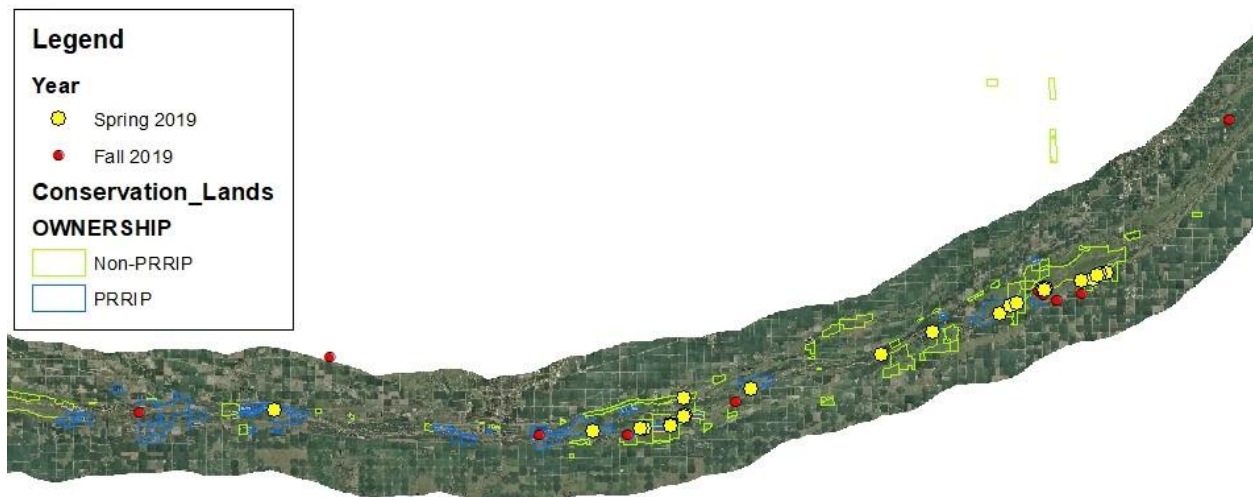 Legend
Year
Spring 2019
Fall 2019
Conservation_Lands
OWNERSHIP
Non-PRRIP
PRRIP